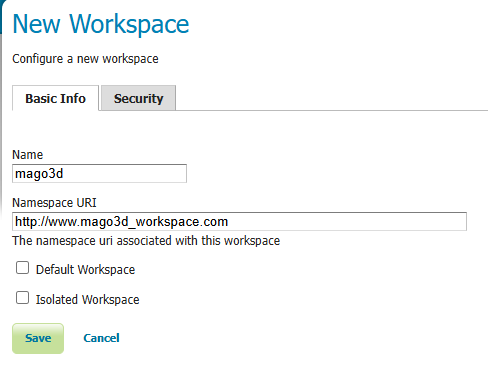 New Workspace
Configure a new workspace
Basic Info Security
Name
mago3d
Namespace URI
http://www.mago3d_workspace.com
The namespace uri associated with this workspace
Default Workspace
Isolated Workspace
Save Cancel